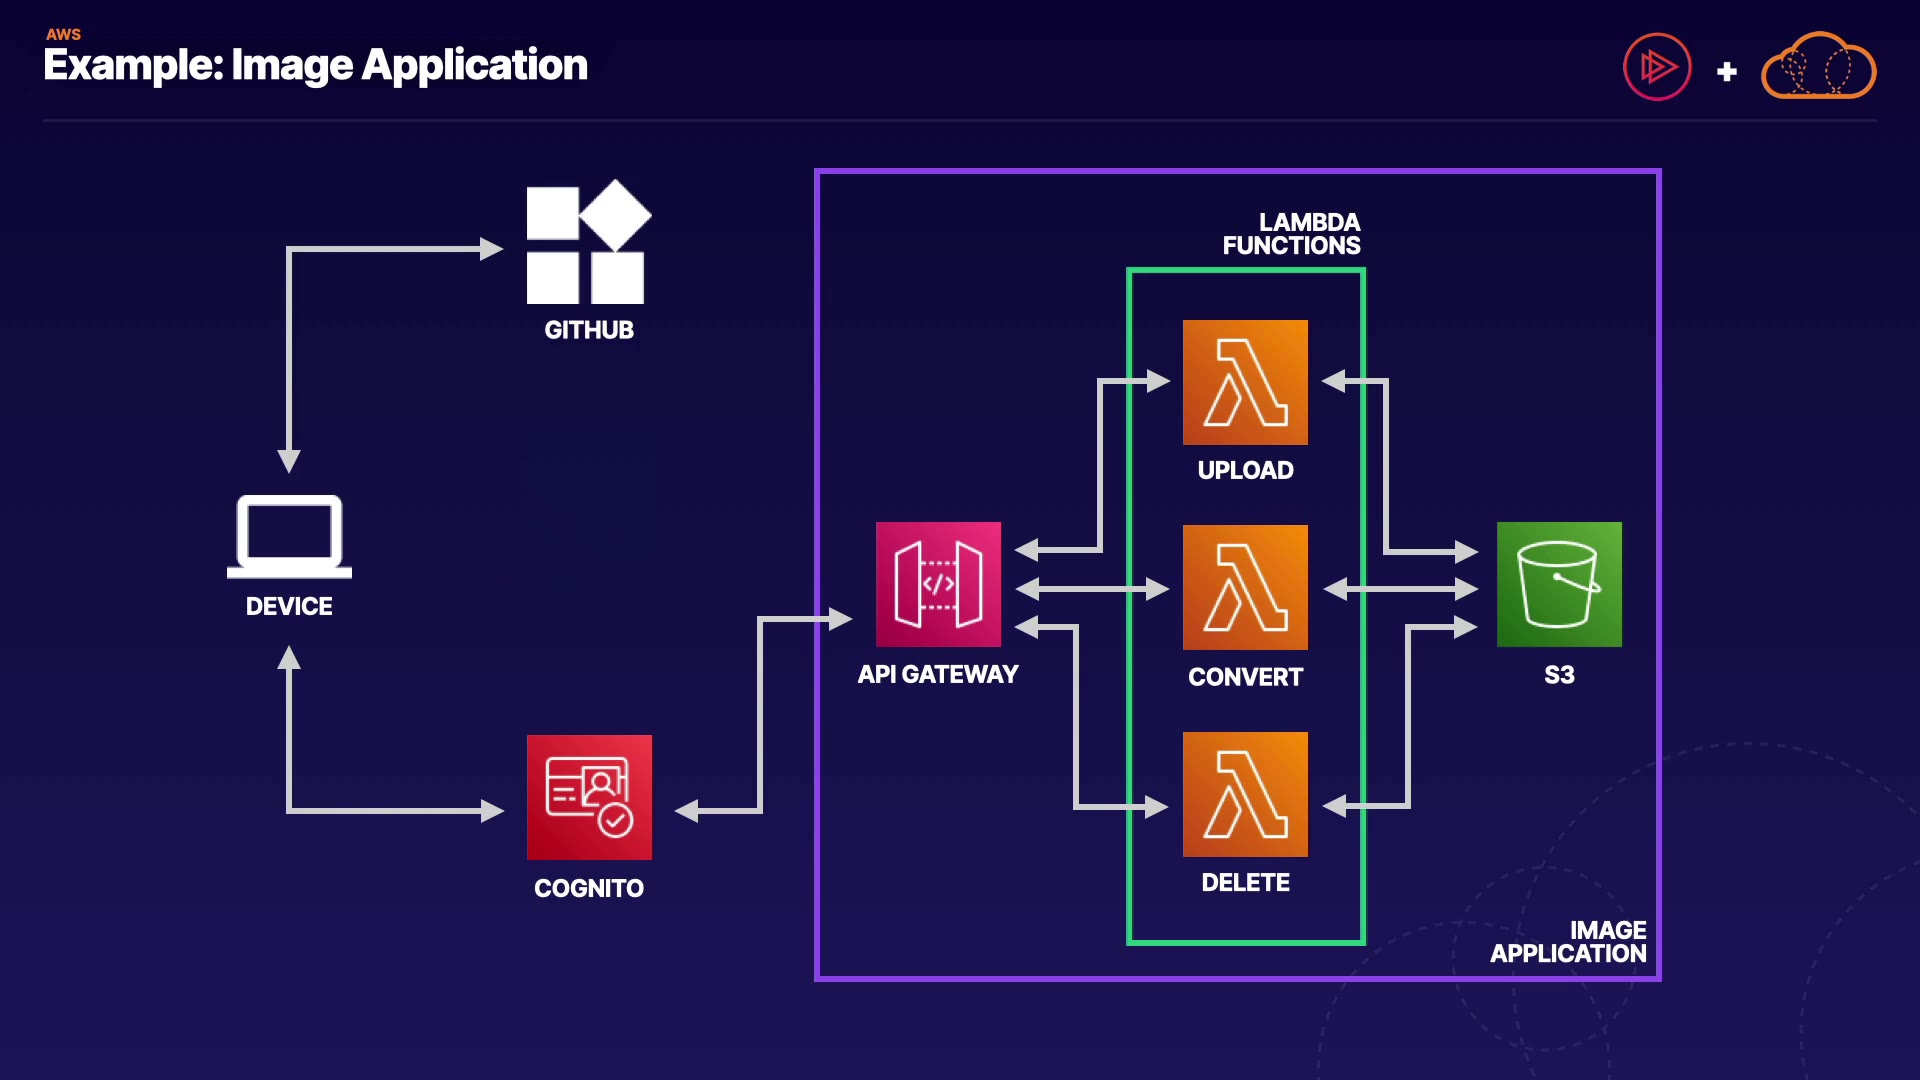 AWS
Example: Image Application
GITHUB
LAMBDA
FUNCTIONS
UPLOAD
DEVICE
</>
API GATEWAY
CONVERT
S3
COGNITO
DELETE
IMAGE
APPLICATION